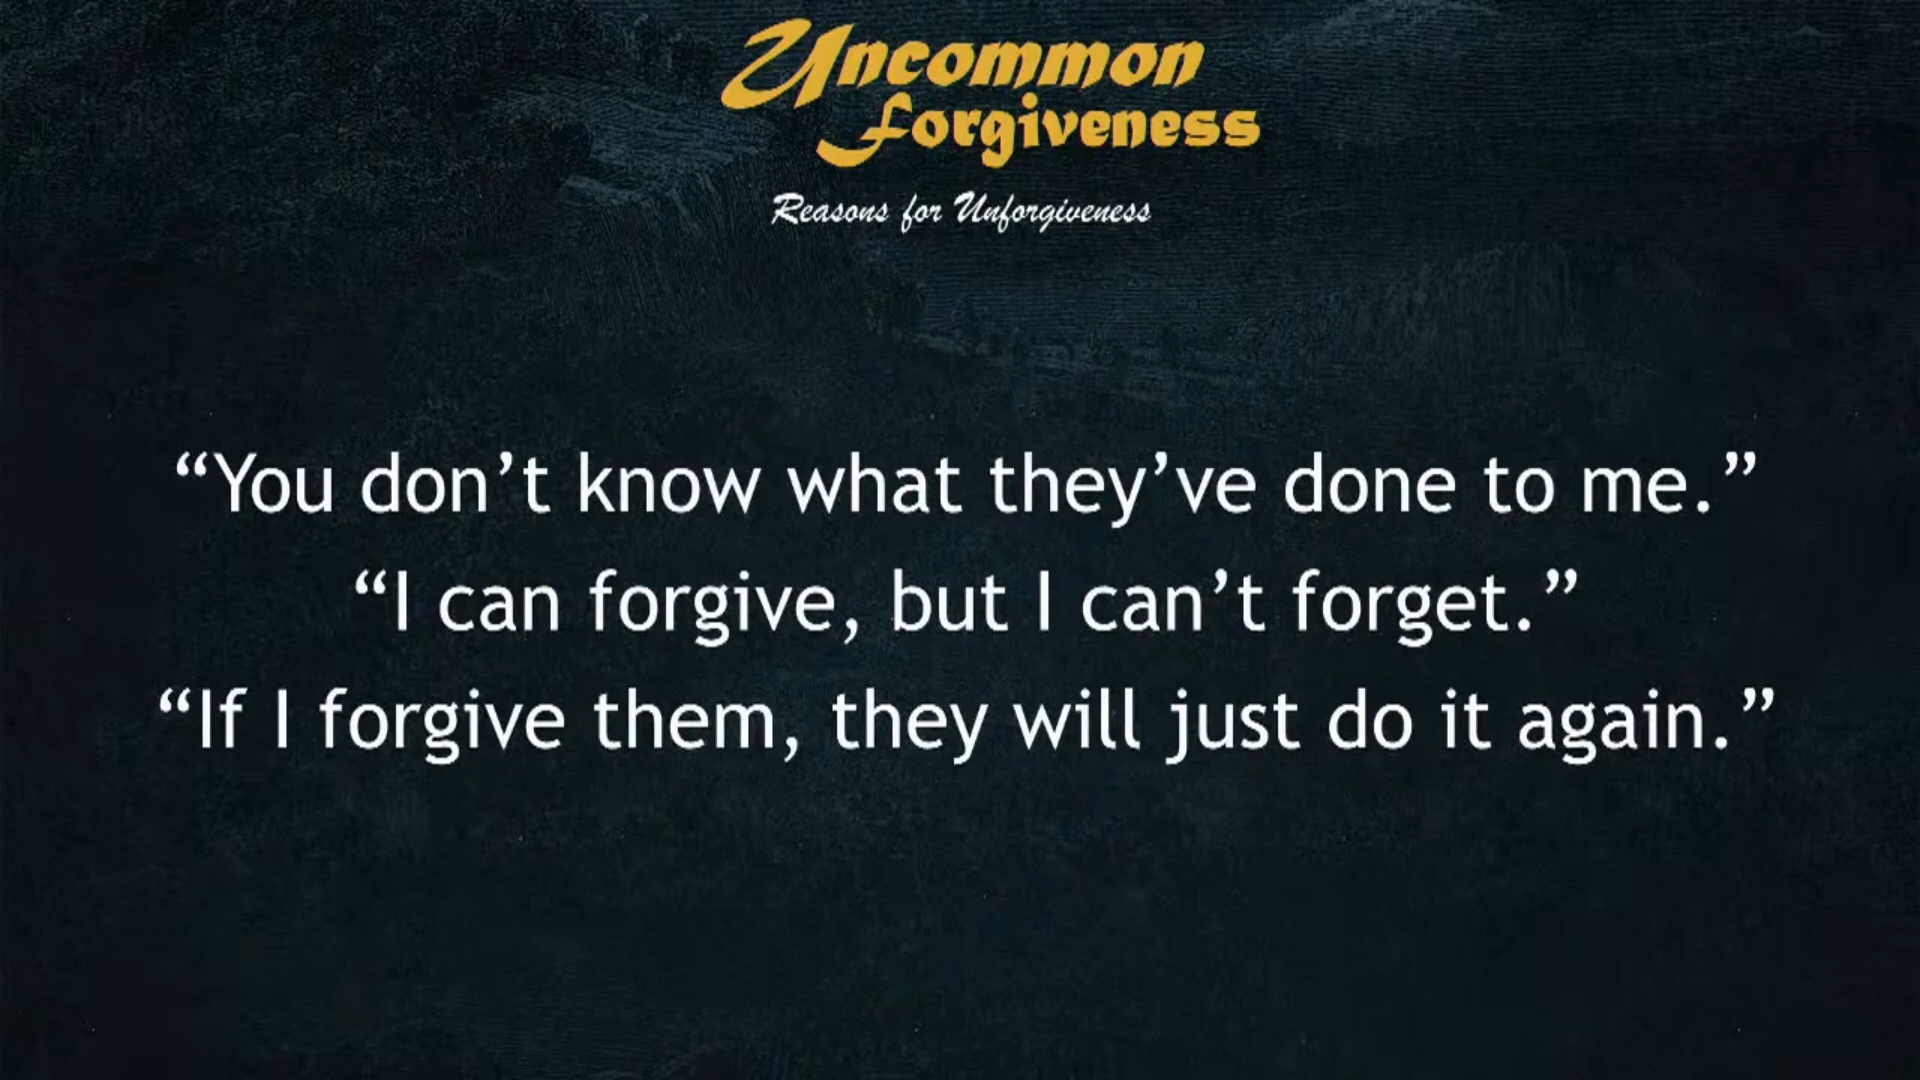 Uncommon
Forgiveness
Reasons for Unforgiveness
“You don’t know what they’ve done to me.”
“I can forgive, but I can’t forget.”
“If I forgive them, they will just do it again.”